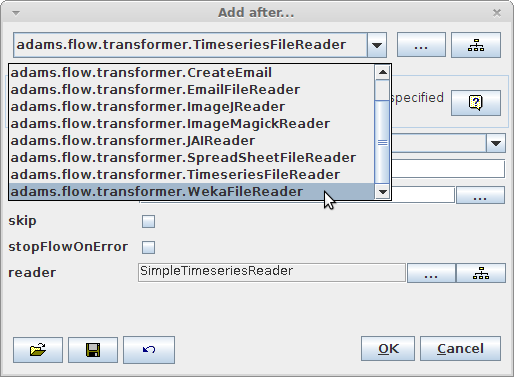 Add after...
adams.flow.transformer.TimeseriesFileReader
...
adams.flow.transformer.CreateEmail
adams.flow.transformer.EmailFileReader
specified
adams.flow.transformer.ImageJReader
adams.flow.transformer.ImageMagickReader
adams.flow.transformer.JAIReader
adams.flow.transformer.SpreadSheetFileReader
adams.flow.transformer.TimeseriesFileReader
adams.flow.transformer.WekaFileReader
...
skip
stopFlowOnError
reader SimpleTimeseriesReader ...
OK Cancel